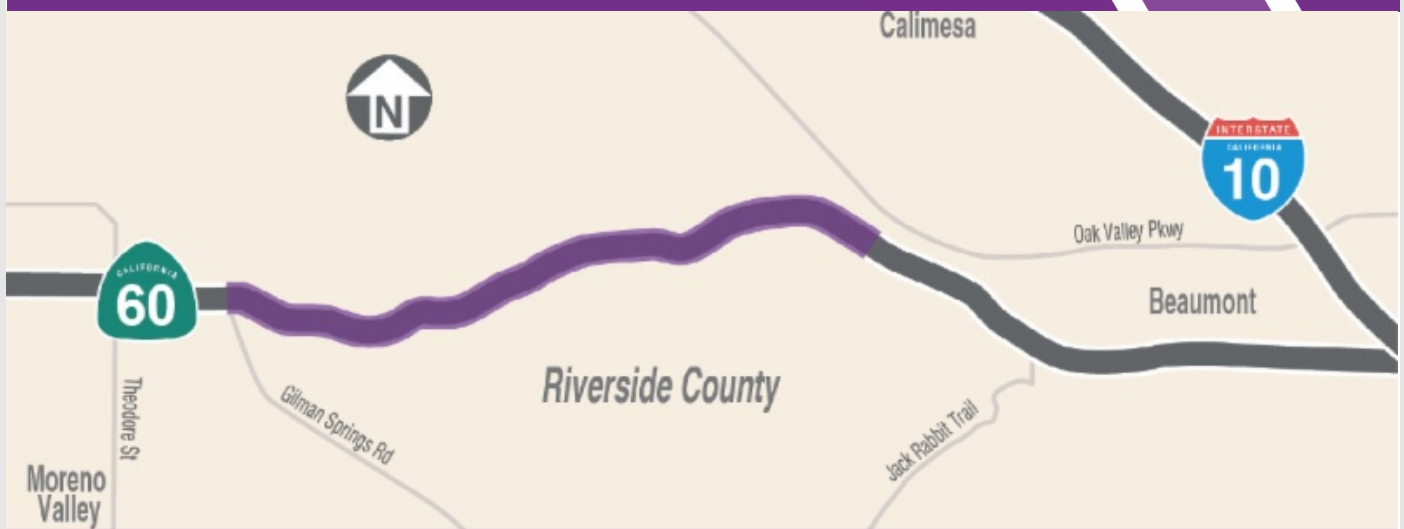 Calimesa
N
INTERSTATE
CALIFORNIA
10
Oak Valley Pkwy
CALIFORNIA
60
Beaumont
Riverside County
Theodore St
Gilman Springs Rd
Jack Rabbit Trail
Moreno
Valley